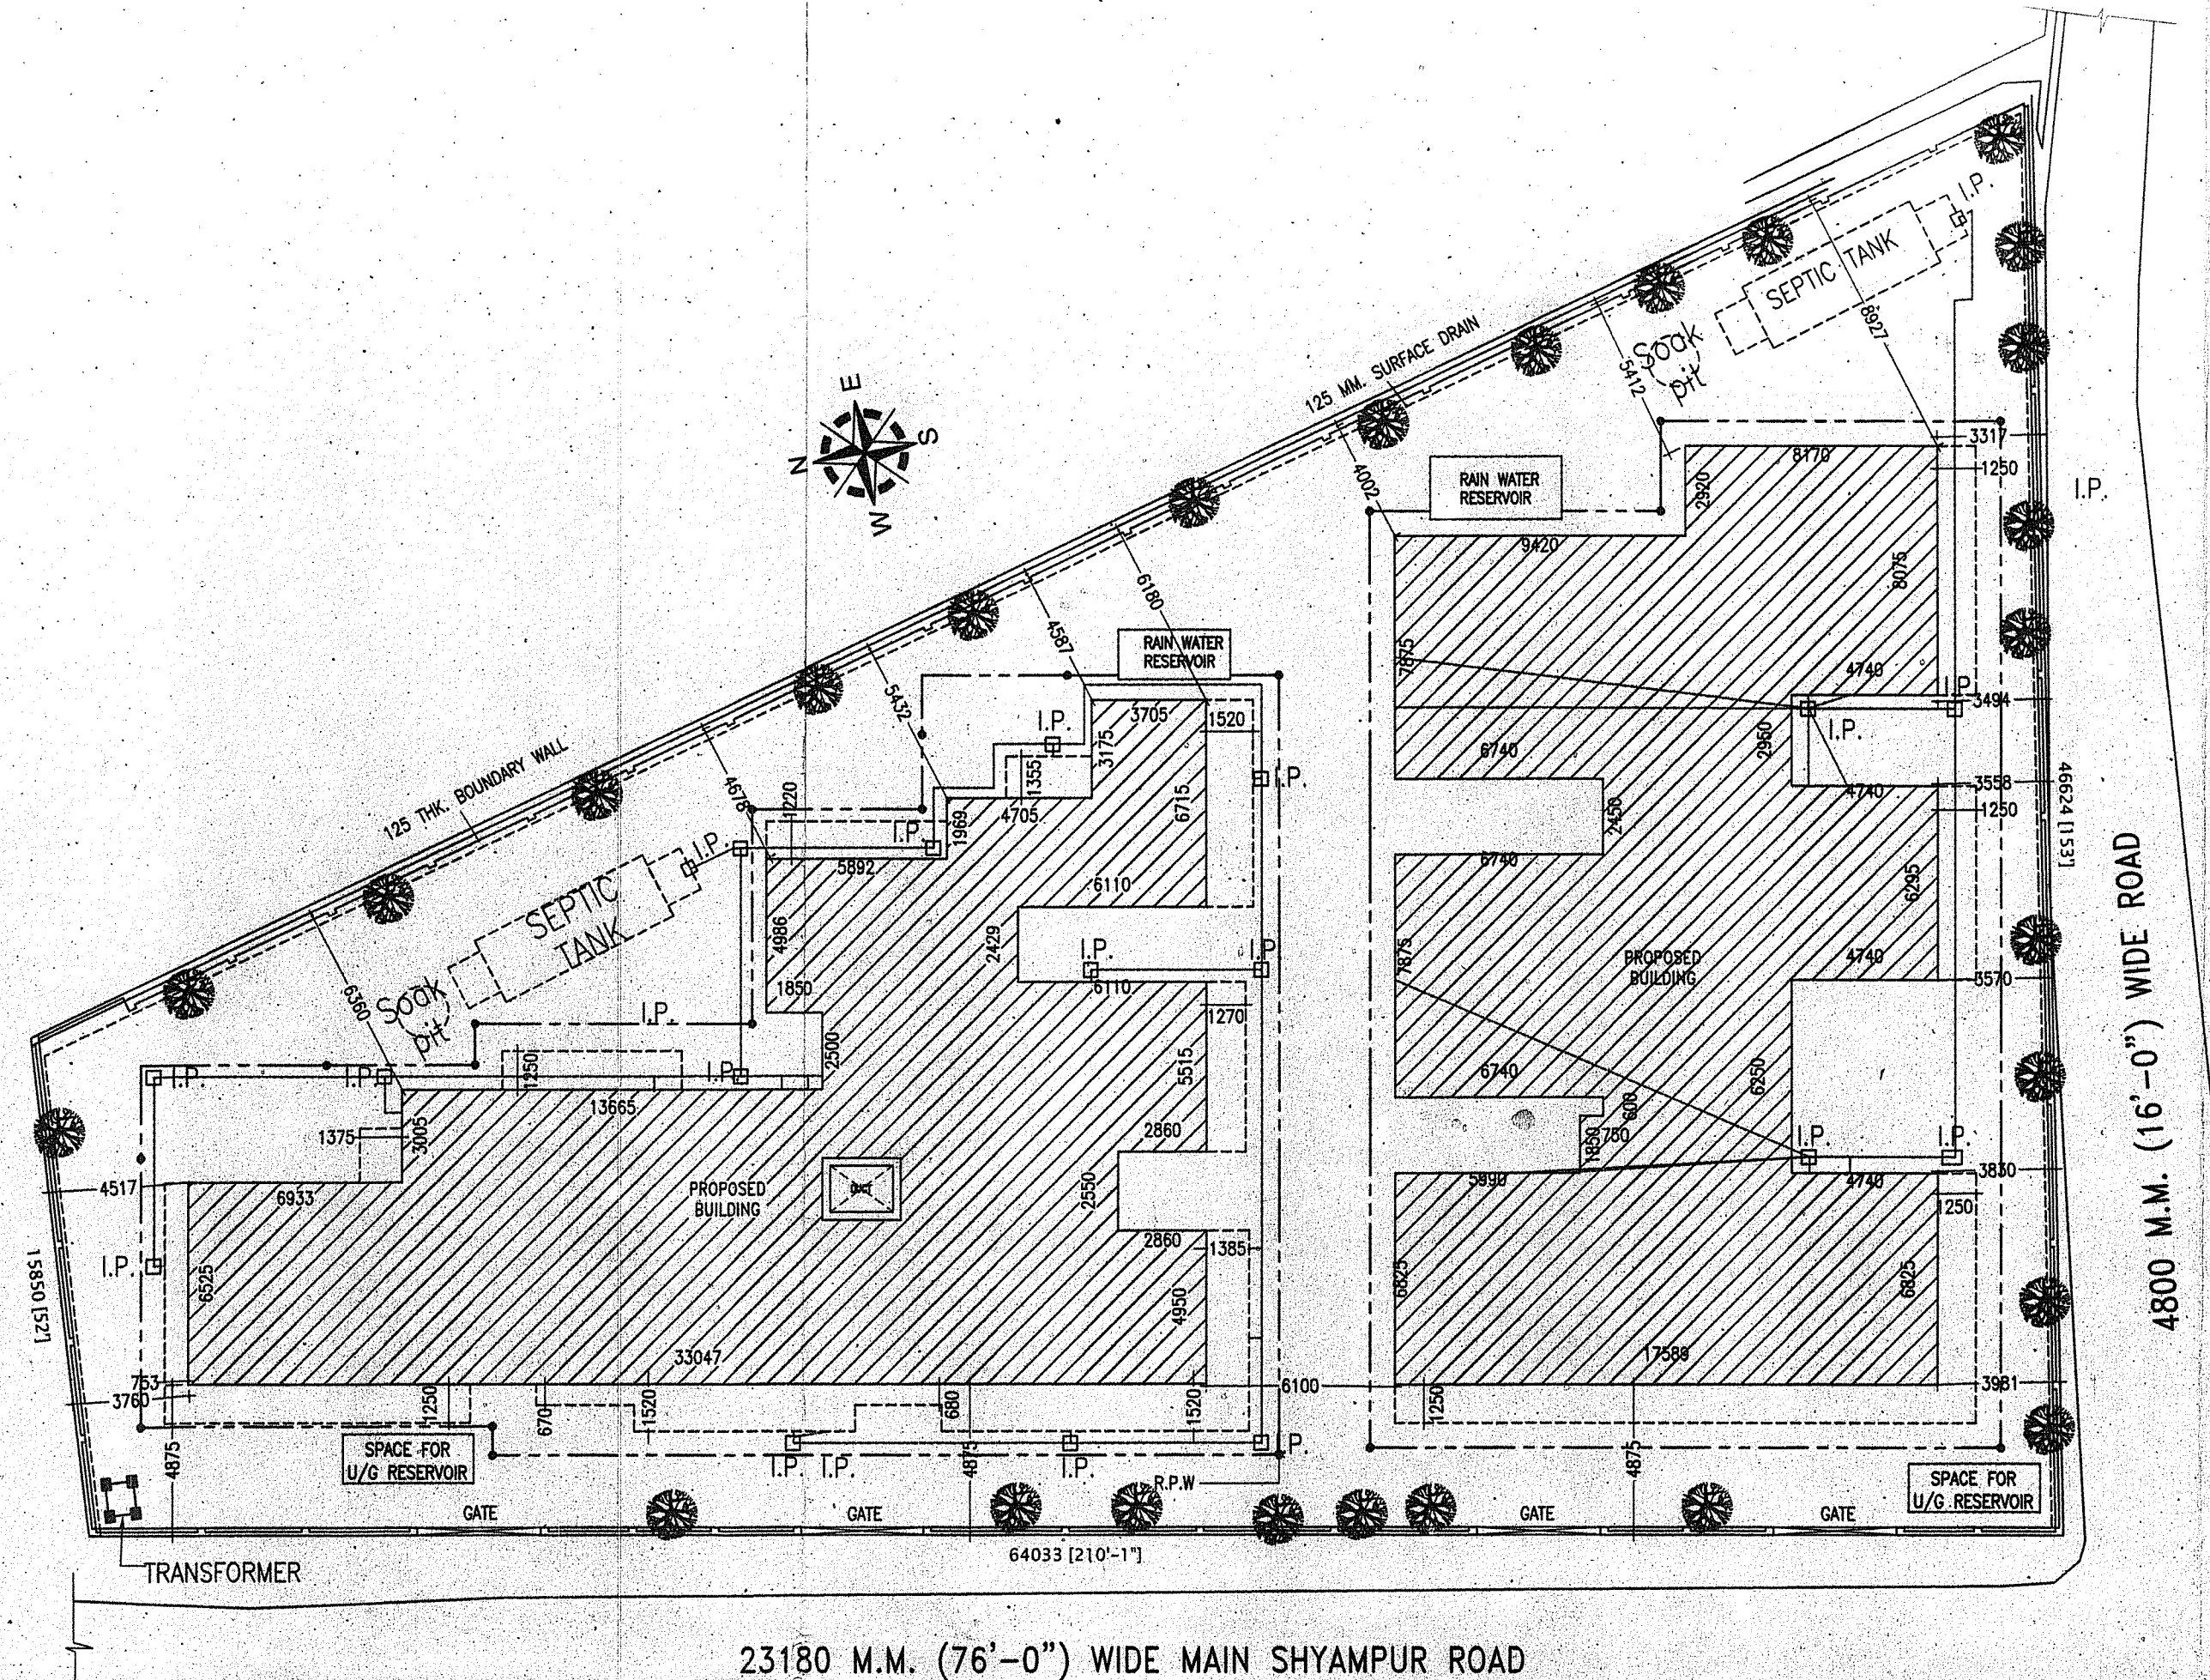 I.P.
SEPTIC TANK
8927
Soak
pit
5412
125 MM. SURFACE DRAIN
E
N
S
W
3317
8170
1250
I.P.
RAIN WATER
RESERVOIR
4002
2920
9420
8075
6180
4587
RAIN WATER
RESERVOIR
7875
4740
I.P.
3494
5432
3705
1520
I.P.
3175
1355
I.P.
6740
2950
3558
4740
1250
46624 [153']
125 THK. BOUNDARY WALL
4678
1220
I.P.
6715
4705
1969
I.P.
I.P.
2450
6740
5892
6110
6295
SEPTIC
TANK
4986
2429
I.P.
I.P.
6110
7875
PROPOSED
BUILDING
4740
3570
4800 M.M. (16'-0") WIDE ROAD
6360
Soak
pit
1850
I.P.
1270
2500
5515
I.P.
I.P.
1250
I.P.
13665
6740
6250
600
1375
3005
2860
1850
750
I.P.
I.P.
4517
6933
PROPOSED
BUILDING
DUCT
2550
5990
4740
3830
1250
2860
1385
I.P.
6525
4950
6825
6825
15850 [52']
33047
17589
753
3760
1250
670
1520
680
1520
6100
1250
3981
4875
SPACE FOR
U/G RESERVOIR
I.P.
I.P.
4875
I.P.
I.P.
R.P.W
4875
SPACE FOR
U/G RESERVOIR
GATE
GATE
GATE
GATE
64033 [210'-1"]
TRANSFORMER
23180 M.M. (76'-0") WIDE MAIN SHYAMPUR ROAD